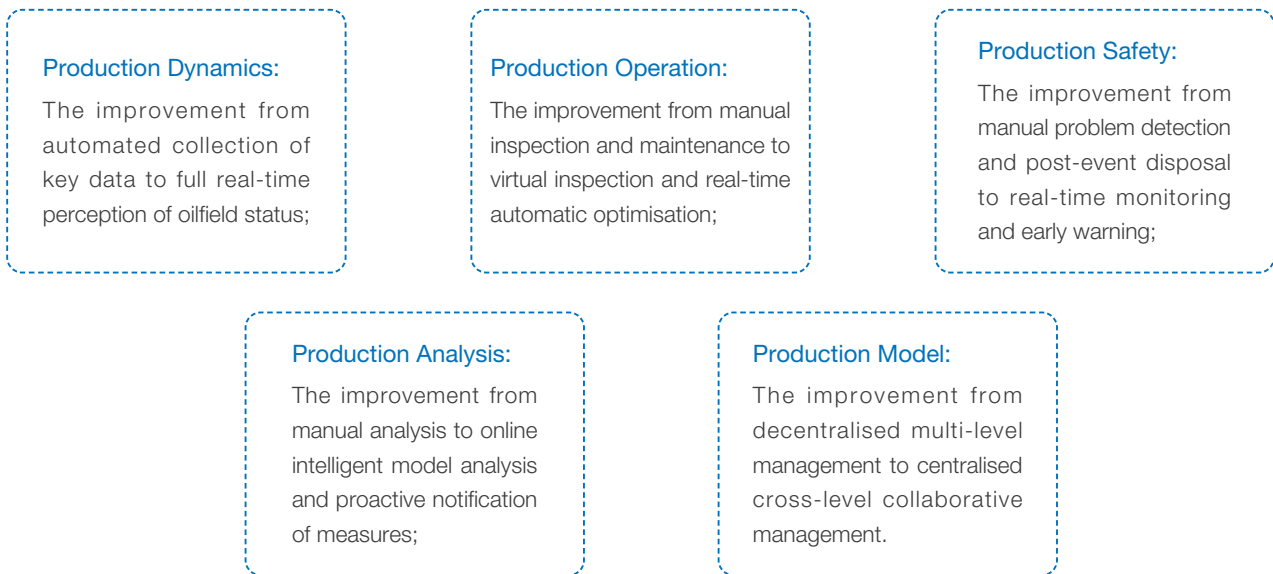 Production Dynamics:
The improvement from
automated collection of
key data to full real-time
perception of oilfield status;
Production Operation:
The improvement from manual
inspection and maintenance to
virtual inspection and real-time
automatic optimisation;
Production Safety:
The improvement from
manual problem detection
and post-event disposal
to real-time monitoring
and early warning;
Production Analysis:
The improvement from
manual analysis to online
intelligent model analysis
and proactive notification
of measures;
Production Model:
The improvement from
decentralised multi-level
management to centralised
cross-level collaborative
management.